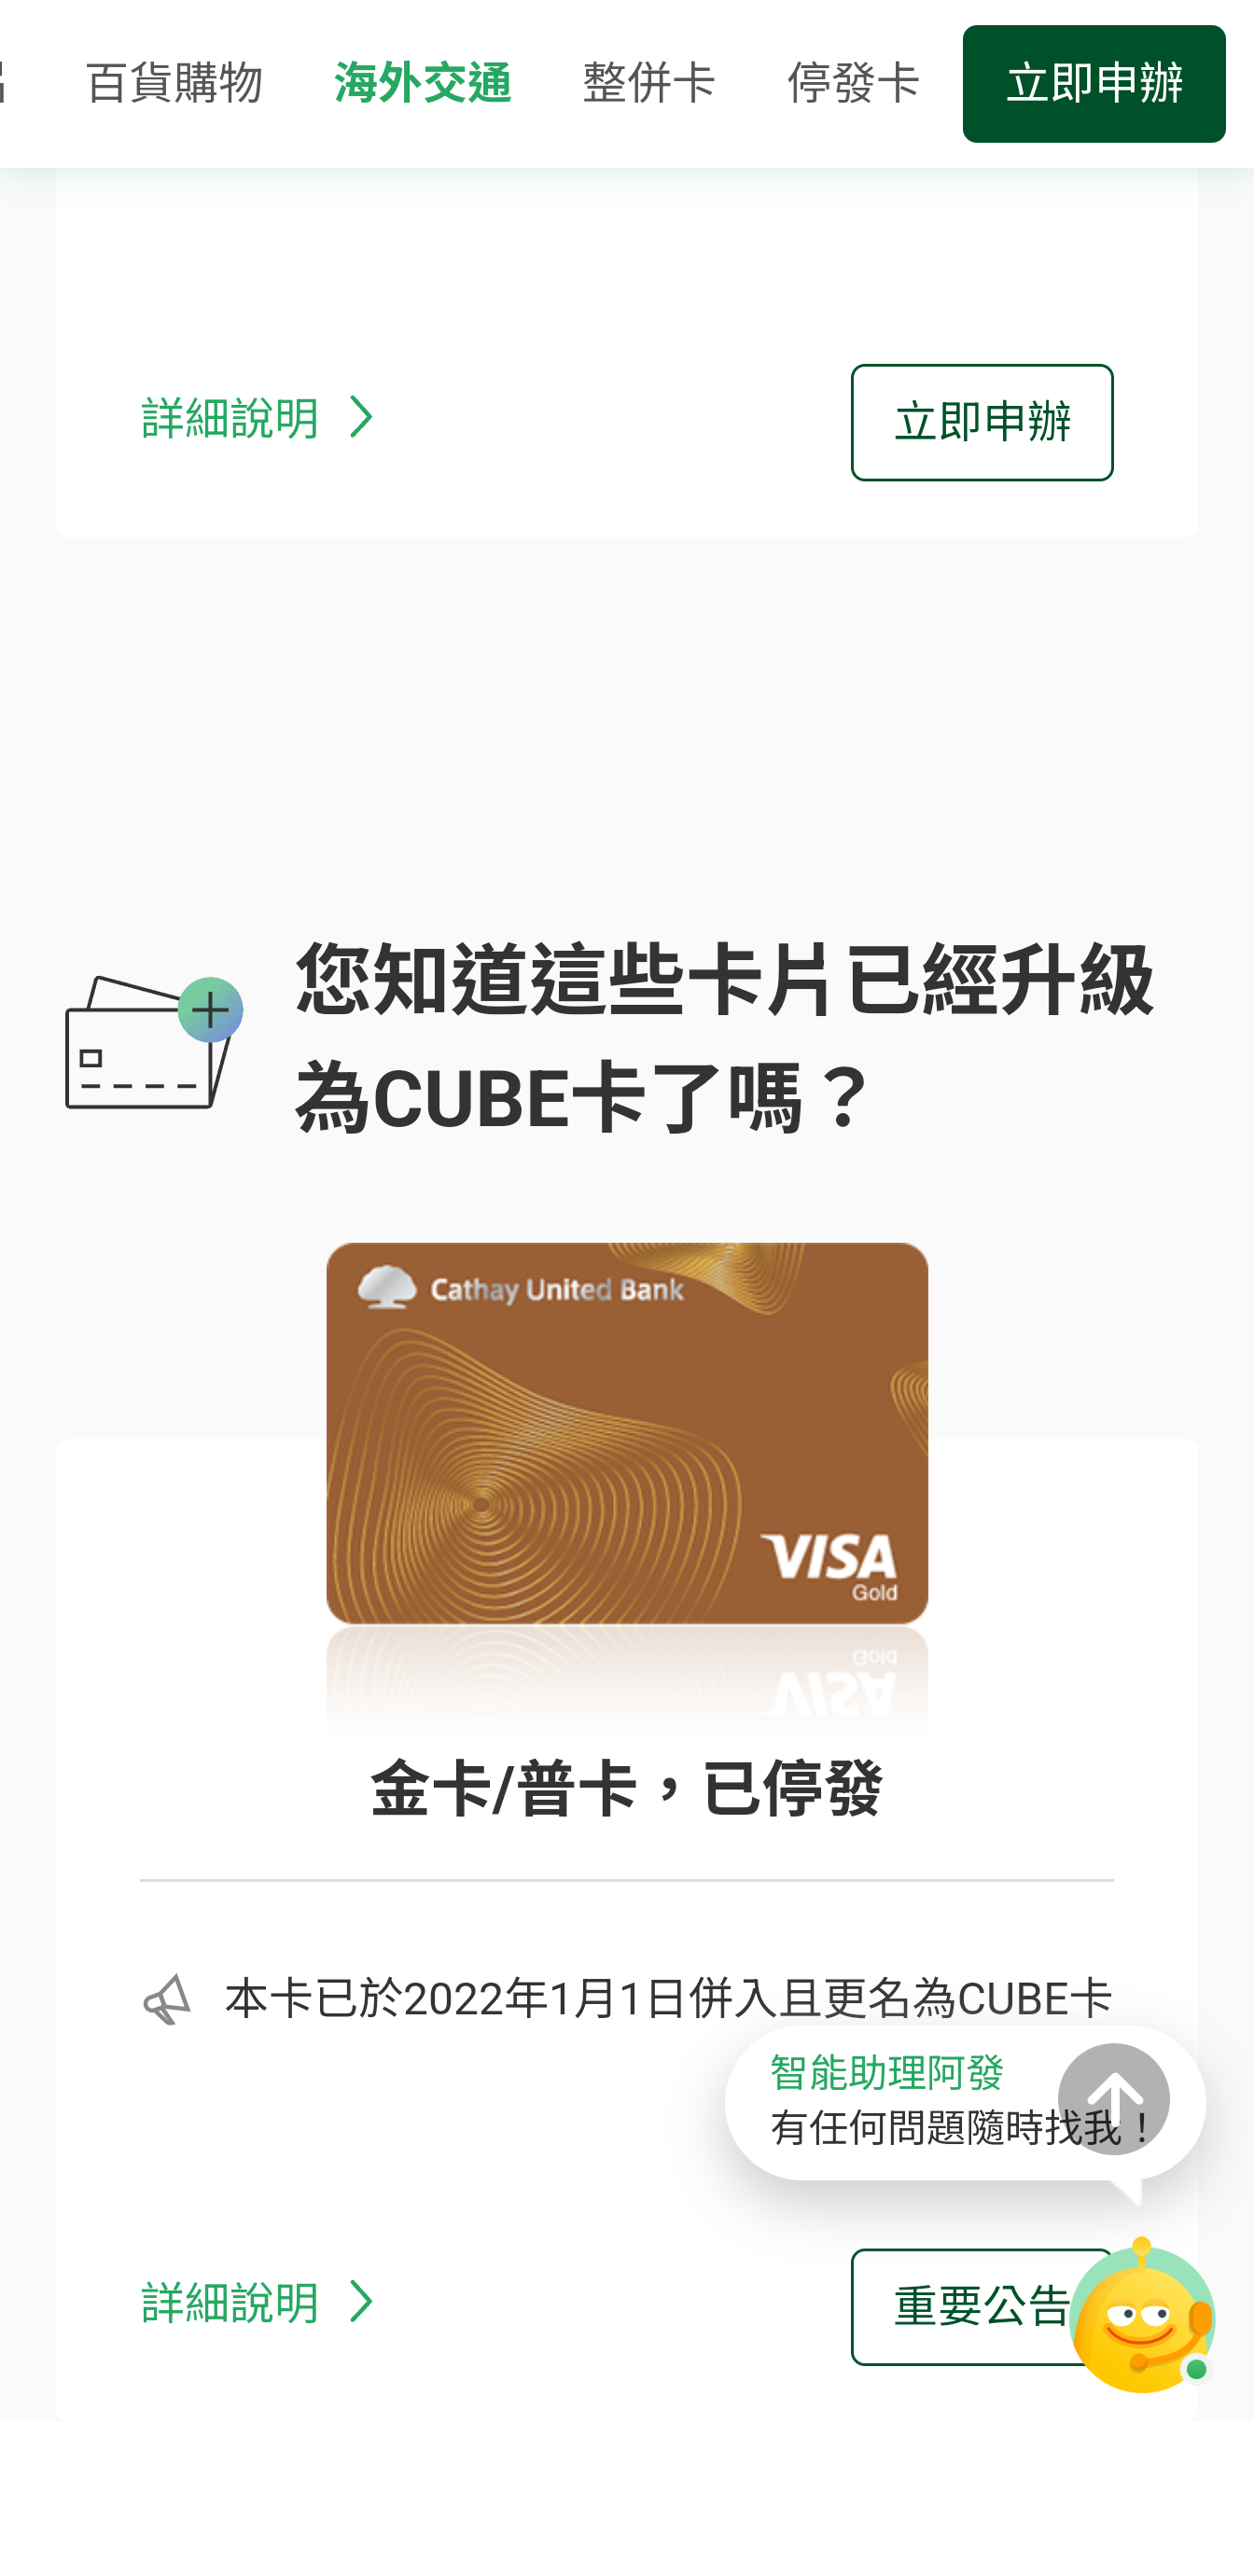 百貨購物 海外交通 整併卡 停發卡 立即申辦
詳細說明 立即申辦
您知道這些卡片已經升級
為CUBE卡了嗎？
Cathay United Bank
VISA
Gold
金卡/普卡，已停發
本卡已於2022年1月1日併入且更名為CUBE卡
智能助理阿發
有任何問題隨時找我！
詳細說明 重要公告